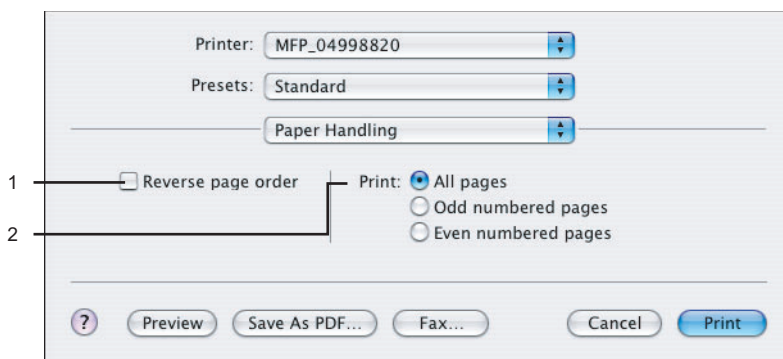 Printer: MFP_04998820
Presets: Standard
Paper Handling
1 Reverse page order Print: All pages
Odd numbered pages
2 Even numbered pages
? Preview Save As PDF... Fax... Cancel Print